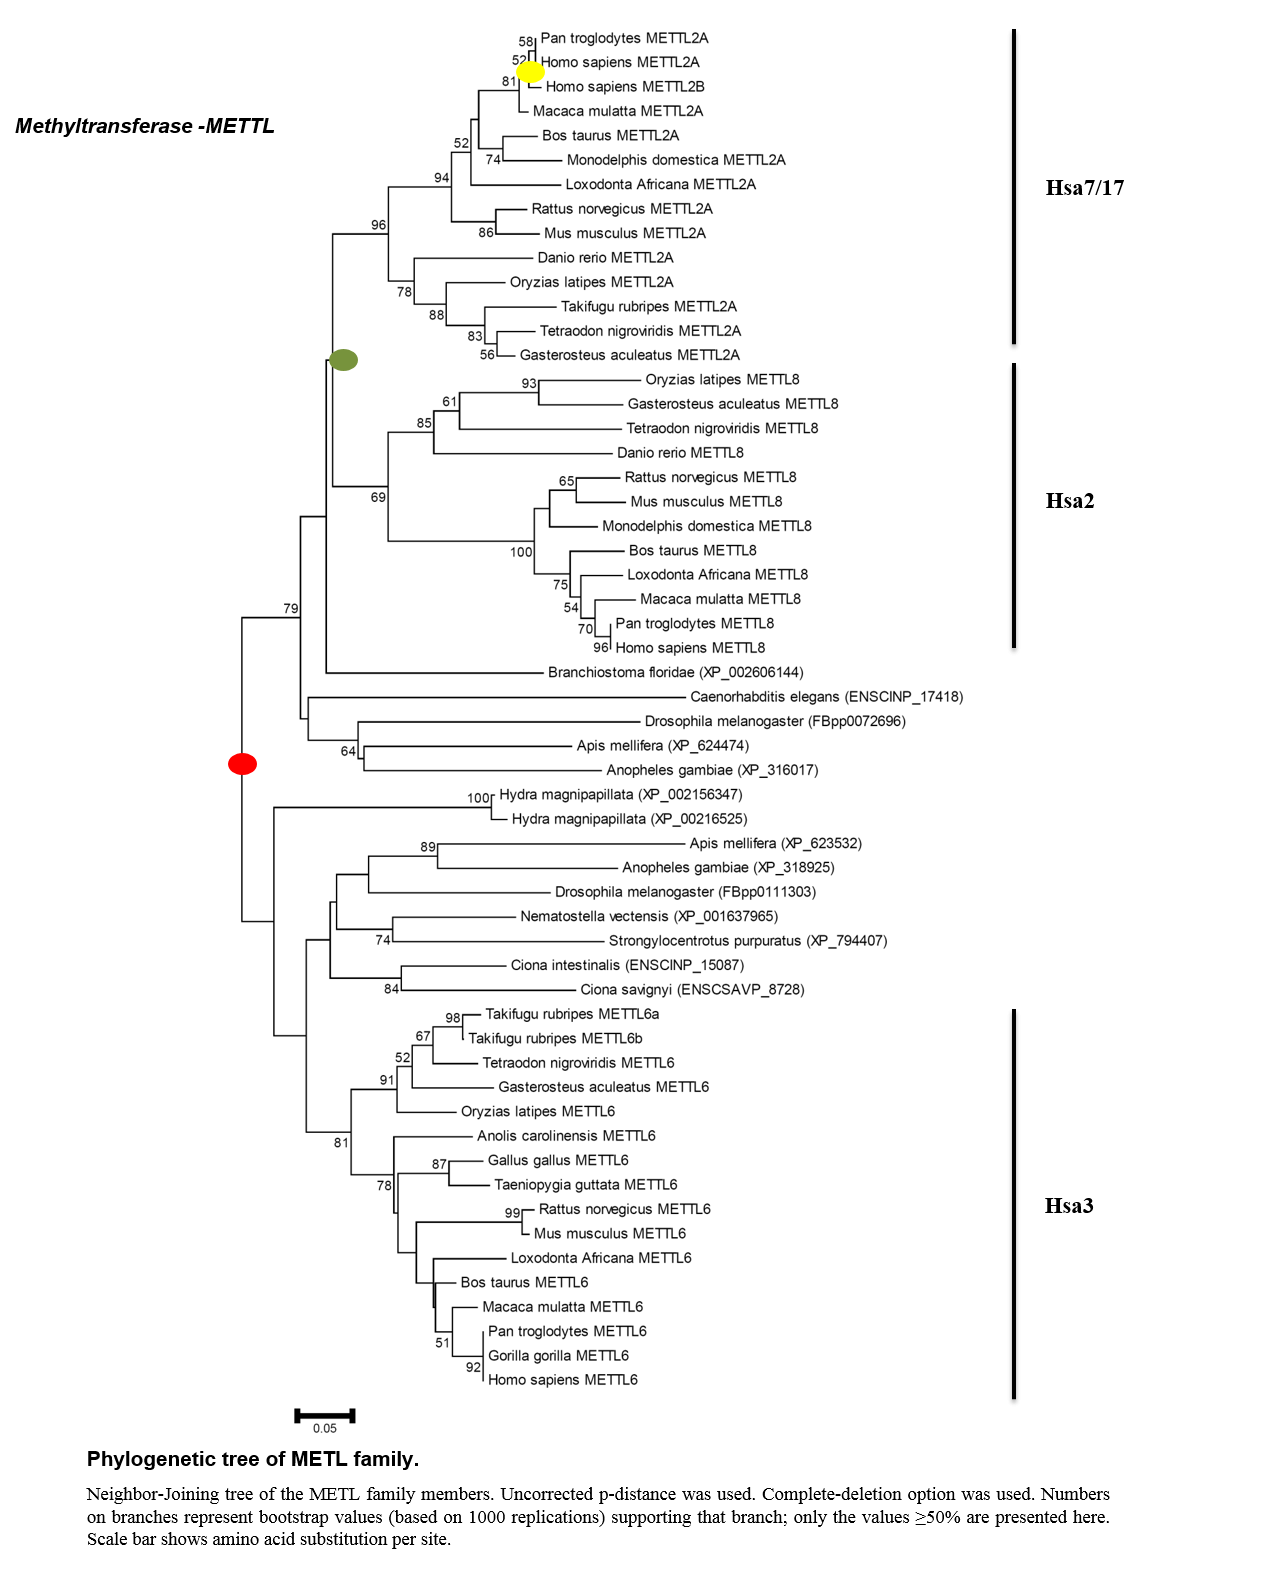 58
Pan troglodytes METTL2A
52
Homo sapiens METTL2A
81
Homo sapiens METTL2B
Macaca mulatta METTL2A
Methyltransferase -METTL
Bos taurus METTL2A
52
74
Monodelphis domestica METTL2A
94
Loxodonta Africana METTL2A
Hsa7/17
Rattus norvegicus METTL2A
96
86
Mus musculus METTL2A
Danio rerio METTL2A
78
Oryzias latipes METTL2A
88
Takifugu rubripes METTL2A
83
Tetraodon nigroviridis METTL2A
56
Gasterosteus aculeatus METTL2A
93
Oryzias latipes METTL8
61
Gasterosteus aculeatus METTL8
85
Tetraodon nigroviridis METTL8
Danio rerio METTL8
65
Rattus norvegicus METTL8
69
Mus musculus METTL8
Hsa2
Monodelphis domestica METTL8
100
Bos taurus METTL8
75
Loxodonta Africana METTL8
54
Macaca mulatta METTL8
70
Pan troglodytes METTL8
79
96
Homo sapiens METTL8
Branchiostoma floridae (XP_002606144)
Caenorhabditis elegans (ENSCINP_17418)
Drosophila melanogaster (FBpp0072696)
64
Apis mellifera (XP_624474)
Anopheles gambiae (XP_316017)
100
Hydra magnipapillata (XP_002156347)
Hydra magnipapillata (XP_00216525)
89
Apis mellifera (XP_623532)
Anopheles gambiae (XP_318925)
Drosophila melanogaster (FBpp0111303)
Nematostella vectensis (XP_001637965)
74
Strongylocentrotus purpuratus (XP_794407)
Ciona intestinalis (ENSCINP_15087)
84
Ciona savignyi (ENSCSAVP_8728)
98
Takifugu rubripes METTL6a
67
Takifugu rubripes METTL6b
52
Tetraodon nigroviridis METTL6
91
Gasterosteus aculeatus METTL6
Oryzias latipes METTL6
81
Anolis carolinensis METTL6
87
Gallus gallus METTL6
78
Taeniopygia guttata METTL6
99
Rattus norvegicus METTL6
Hsa3
Mus musculus METTL6
Loxodonta Africana METTL6
Bos taurus METTL6
Macaca mulatta METTL6
51
Pan troglodytes METTL6
Gorilla gorilla METTL6
92
Homo sapiens METTL6
0.05
Phylogenetic tree of METL family.
Neighbor-Joining tree of the METL family members. Uncorrected p-distance was used. Complete-deletion option was used. Numbers
on branches represent bootstrap values (based on 1000 replications) supporting that branch; only the values ≥50% are presented here.
Scale bar shows amino acid substitution per site.